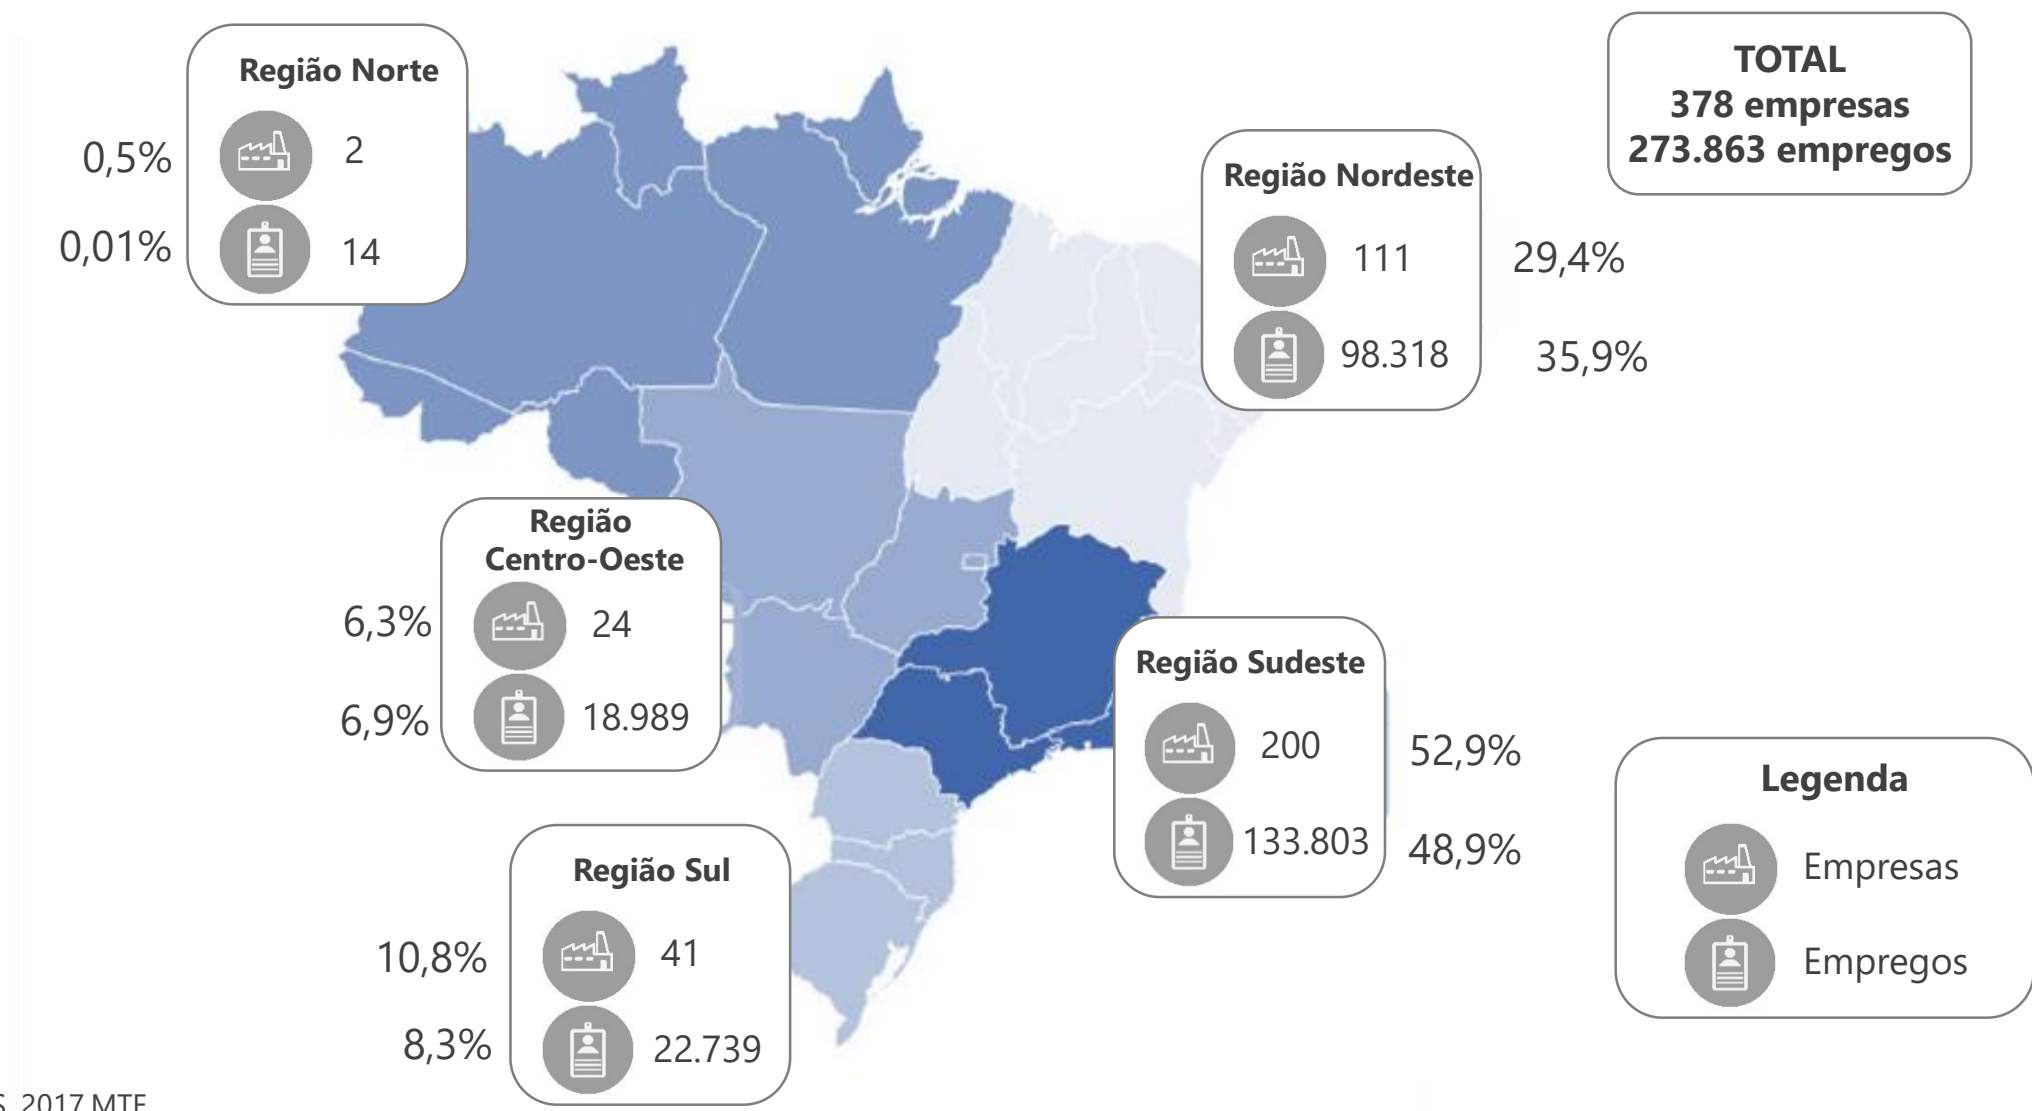 Região Norte
0,5%
2
0,01%
14
TOTAL
378 empresas
273.863 empregos
Região Nordeste
111
29,4%
98.318
35,9%
Região
Centro-Oeste
6,3%
24
6,9%
18.989
Região Sudeste
200
52,9%
133.803
48,9%
Região Sul
10,8%
41
8,3%
22.739
Legenda
Empresas
Empregos
2017 MTE